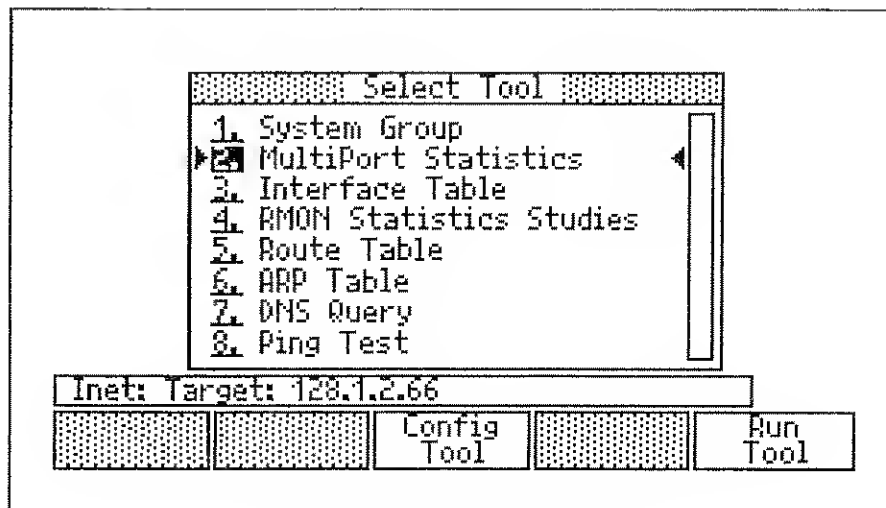 Select Tool
1. System Group
2. MultiPort Statistics
3. Interface Table
4. RMON Statistics Studies
5. Route Table
6. ARP Table
7. DNS Query
8. Ping Test
Inet: Target: 128.1.2.66
Config Tool
Run Tool